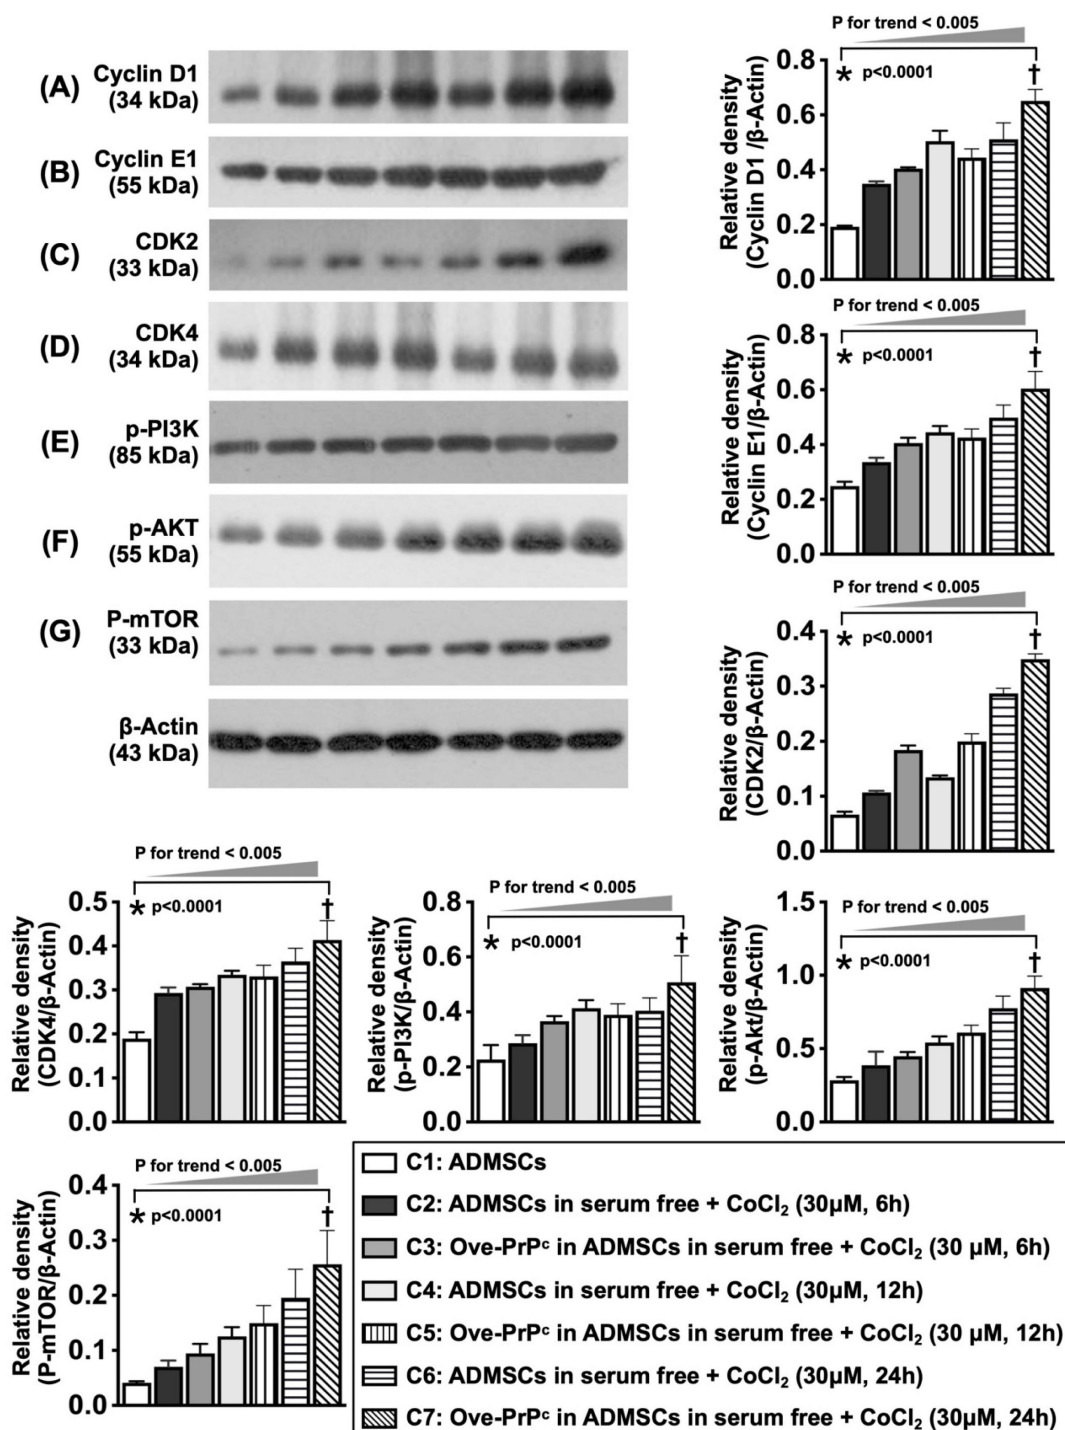 (A) Cyclin D1
(34 kDa)
(B) Cyclin E1
(55 kDa)
(C) CDK2
(33 kDa)
(D) CDK4
(34 kDa)
(E) p-PI3K
(85 kDa)
(F) p-AKT
(55 kDa)
(G) P-mTOR
(33 kDa)
β-Actin
(43 kDa)
P for trend < 0.005
* p<0.0001
†
Relative density
(Cyclin D1 /β-Actin)
0.8
0.6
0.4
0.2
0.0
P for trend < 0.005
* p<0.0001
†
Relative density
(Cyclin E1/β-Actin)
0.8
0.6
0.4
0.2
0.0
P for trend < 0.005
* p<0.0001
†
Relative density
(CDK2/β-Actin)
0.4
0.3
0.2
0.1
0.0
P for trend < 0.005
* p<0.0001
†
Relative density
(CDK4/β-Actin)
0.5
0.4
0.3
0.2
0.1
0.0
P for trend < 0.005
* p<0.0001
†
Relative density
(p-PI3K/β-Actin)
0.8
0.6
0.4
0.2
0.0
P for trend < 0.005
* p<0.0001
†
Relative density
(p-Akt/β-Actin)
1.5
1.0
0.5
0.0
P for trend < 0.005
* p<0.0001
†
Relative density
(P-mTOR/β-Actin)
0.4
0.3
0.2
0.1
0.0
C1: ADMSCs
C2: ADMSCs in serum free + CoCl₂ (30µM, 6h)
C3: Ove-PrPᶜ in ADMSCs in serum free + CoCl₂ (30 µM, 6h)
C4: ADMSCs in serum free + CoCl₂ (30µM, 12h)
C5: Ove-PrPᶜ in ADMSCs in serum free + CoCl₂ (30 µM, 12h)
C6: ADMSCs in serum free + CoCl₂ (30µM, 24h)
C7: Ove-PrPᶜ in ADMSCs in serum free + CoCl₂ (30µM, 24h)